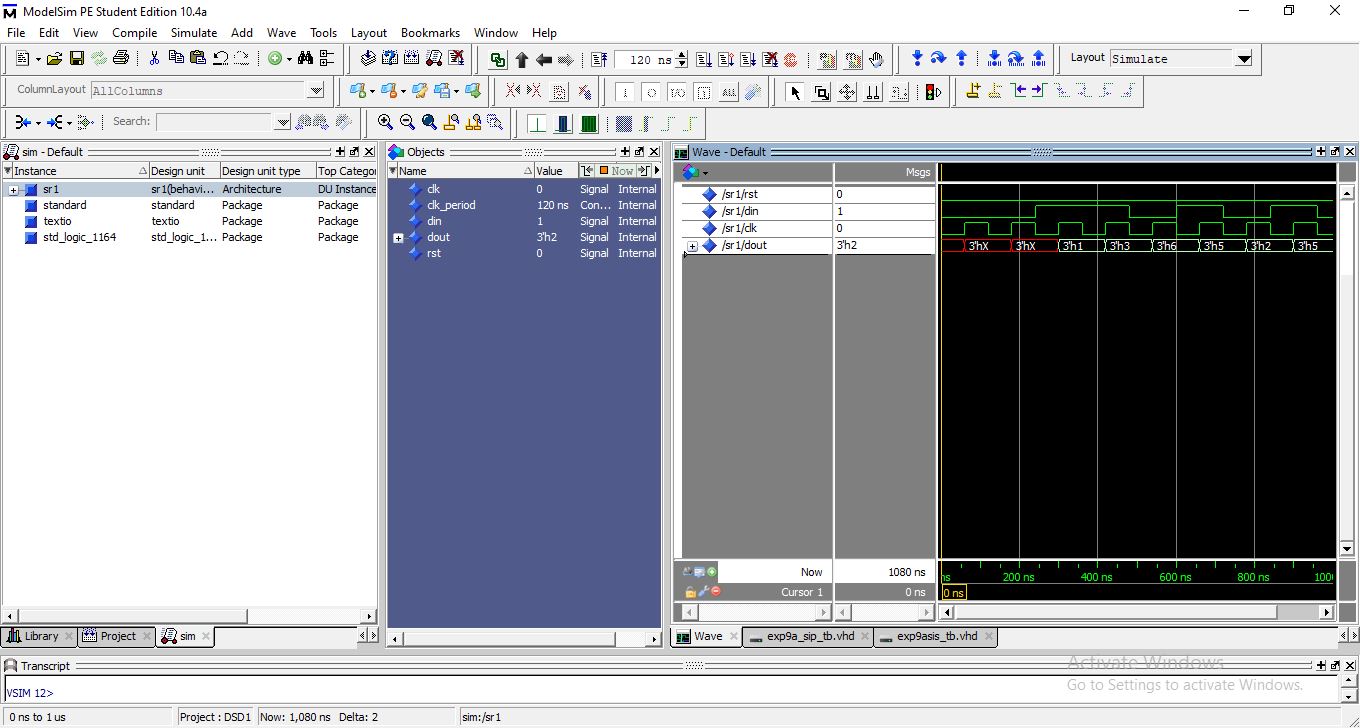 ModelSim PE Student Edition 10.4a
File Edit View Compile Simulate Add Wave Tools Layout Bookmarks Window Help
120 ns
Layout Simulate
ColumnLayout AllColumns
ALL
Search:
sim - Default
Instance Design unit Design unit type Top Categor
sr1 sr1(behavi... Architecture DU Instance
standard standard Package Package
textio textio Package Package
std_logic_1164 std_logic_1... Package Package
Library Project sim
Objects
Name Value Now
clk 0 Signal Internal
clk_period 120 ns Con... Internal
din 1 Signal Internal
dout 3'h2 Signal Internal
rst 0 Signal Internal
Wave - Default
Msgs
/sr1/rst 0
/sr1/din 1
/sr1/clk 0
/sr1/dout 3'h2 3'hX 3'hX 3'h1 3'h3 3'h6 3'h5 3'h2 3'h5
Now 1080 ns ns 200 ns 400 ns 600 ns 800 ns 100
Cursor 1 0 ns 0 ns
Wave exp9a_sip_tb.vhd exp9asis_tb.vhd
Transcript
VSIM 12>
Activate Windows
Go to Settings to activate Windows.
0 ns to 1 us Project : DSD1 Now: 1,080 ns Delta: 2 sim:/sr1